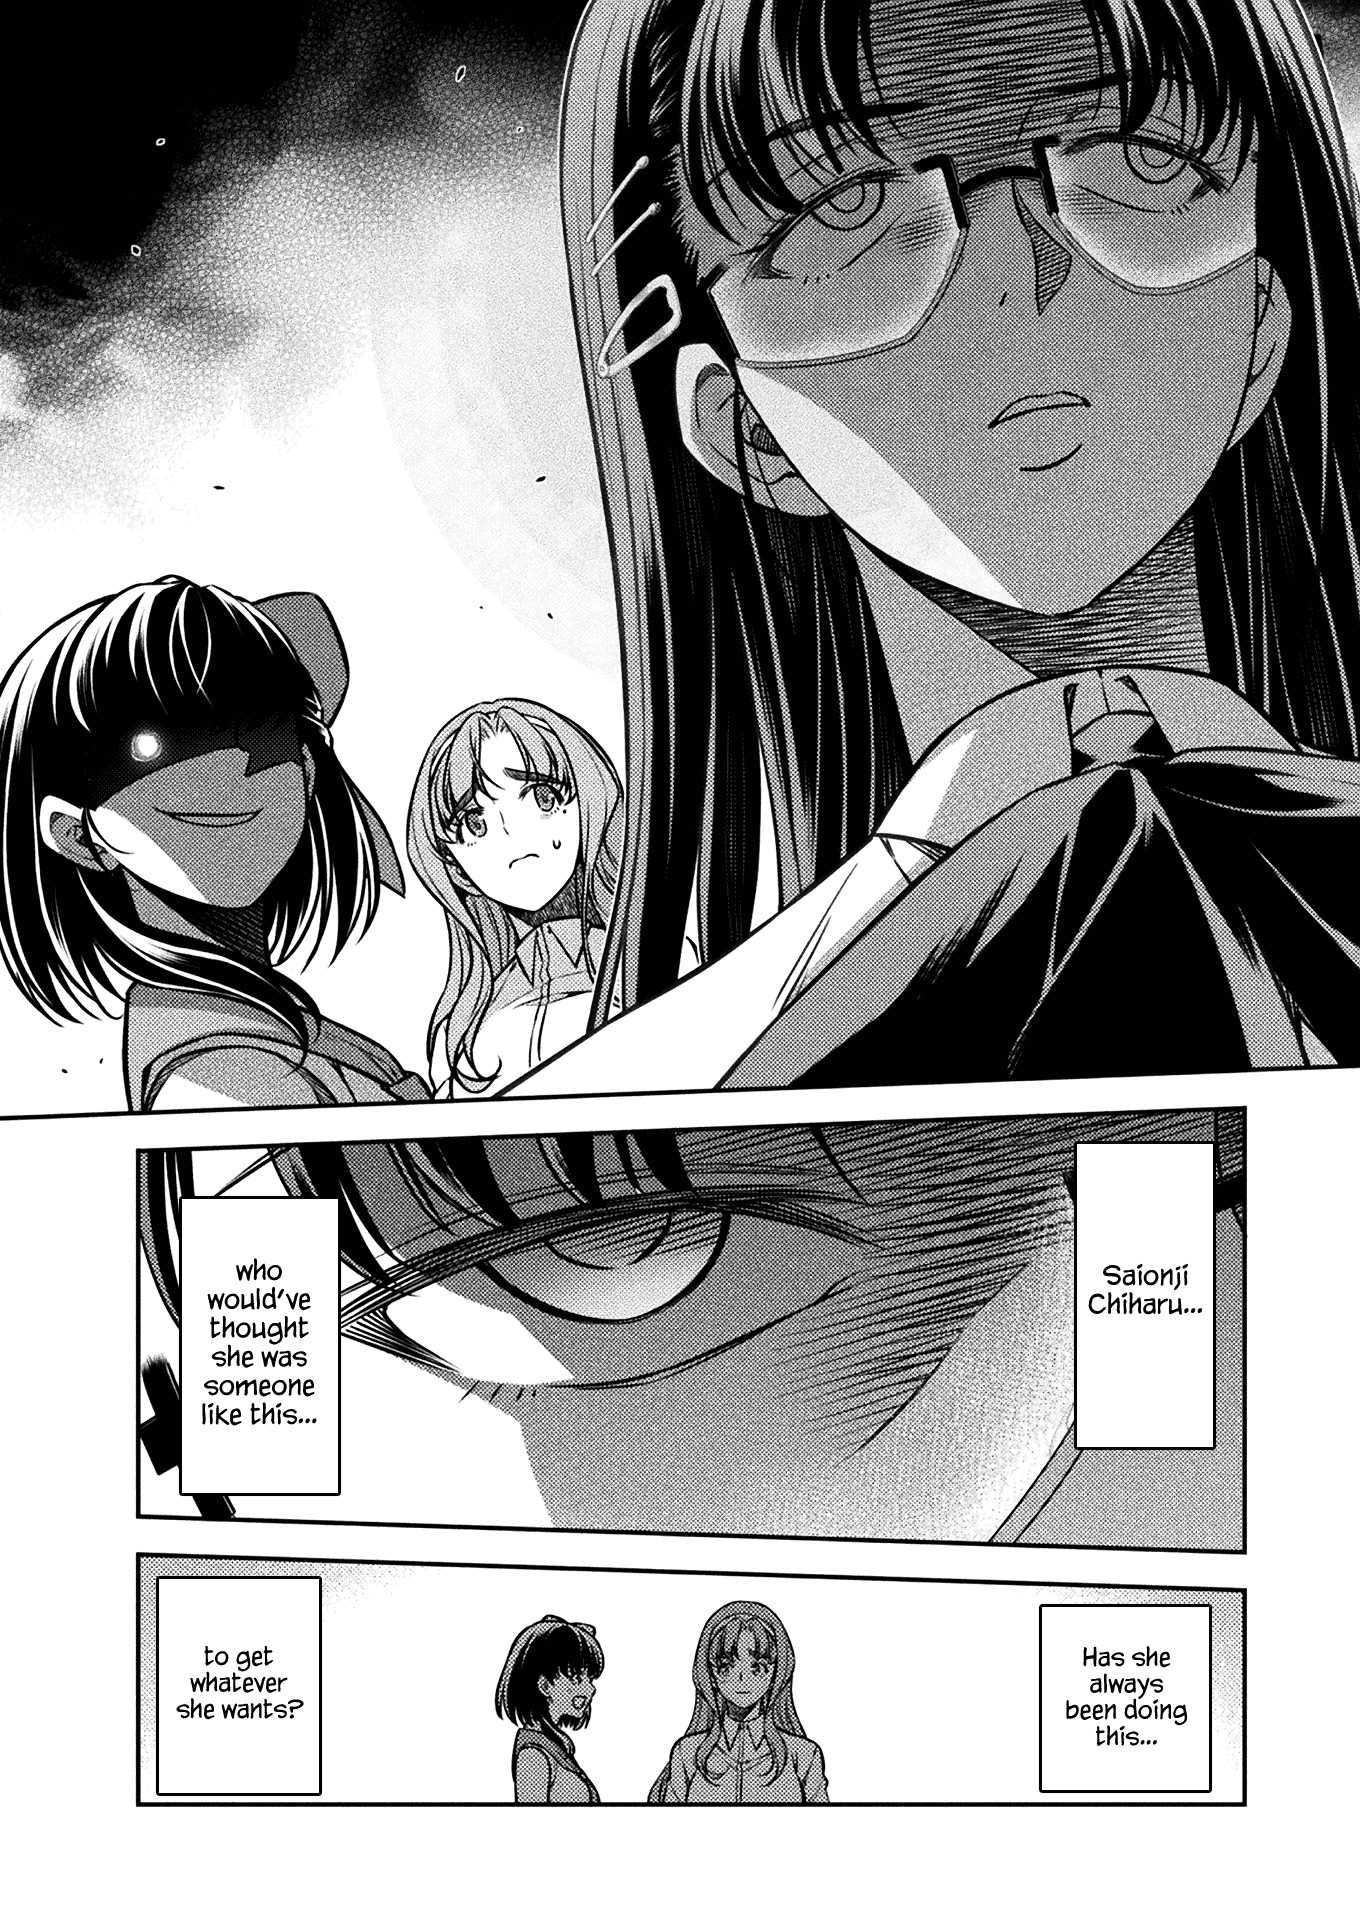 Saionji
Chiharu...
who
would've
thought
she was
someone
like this...
Has she
always
been doing
this...
to get
whatever
she wants?